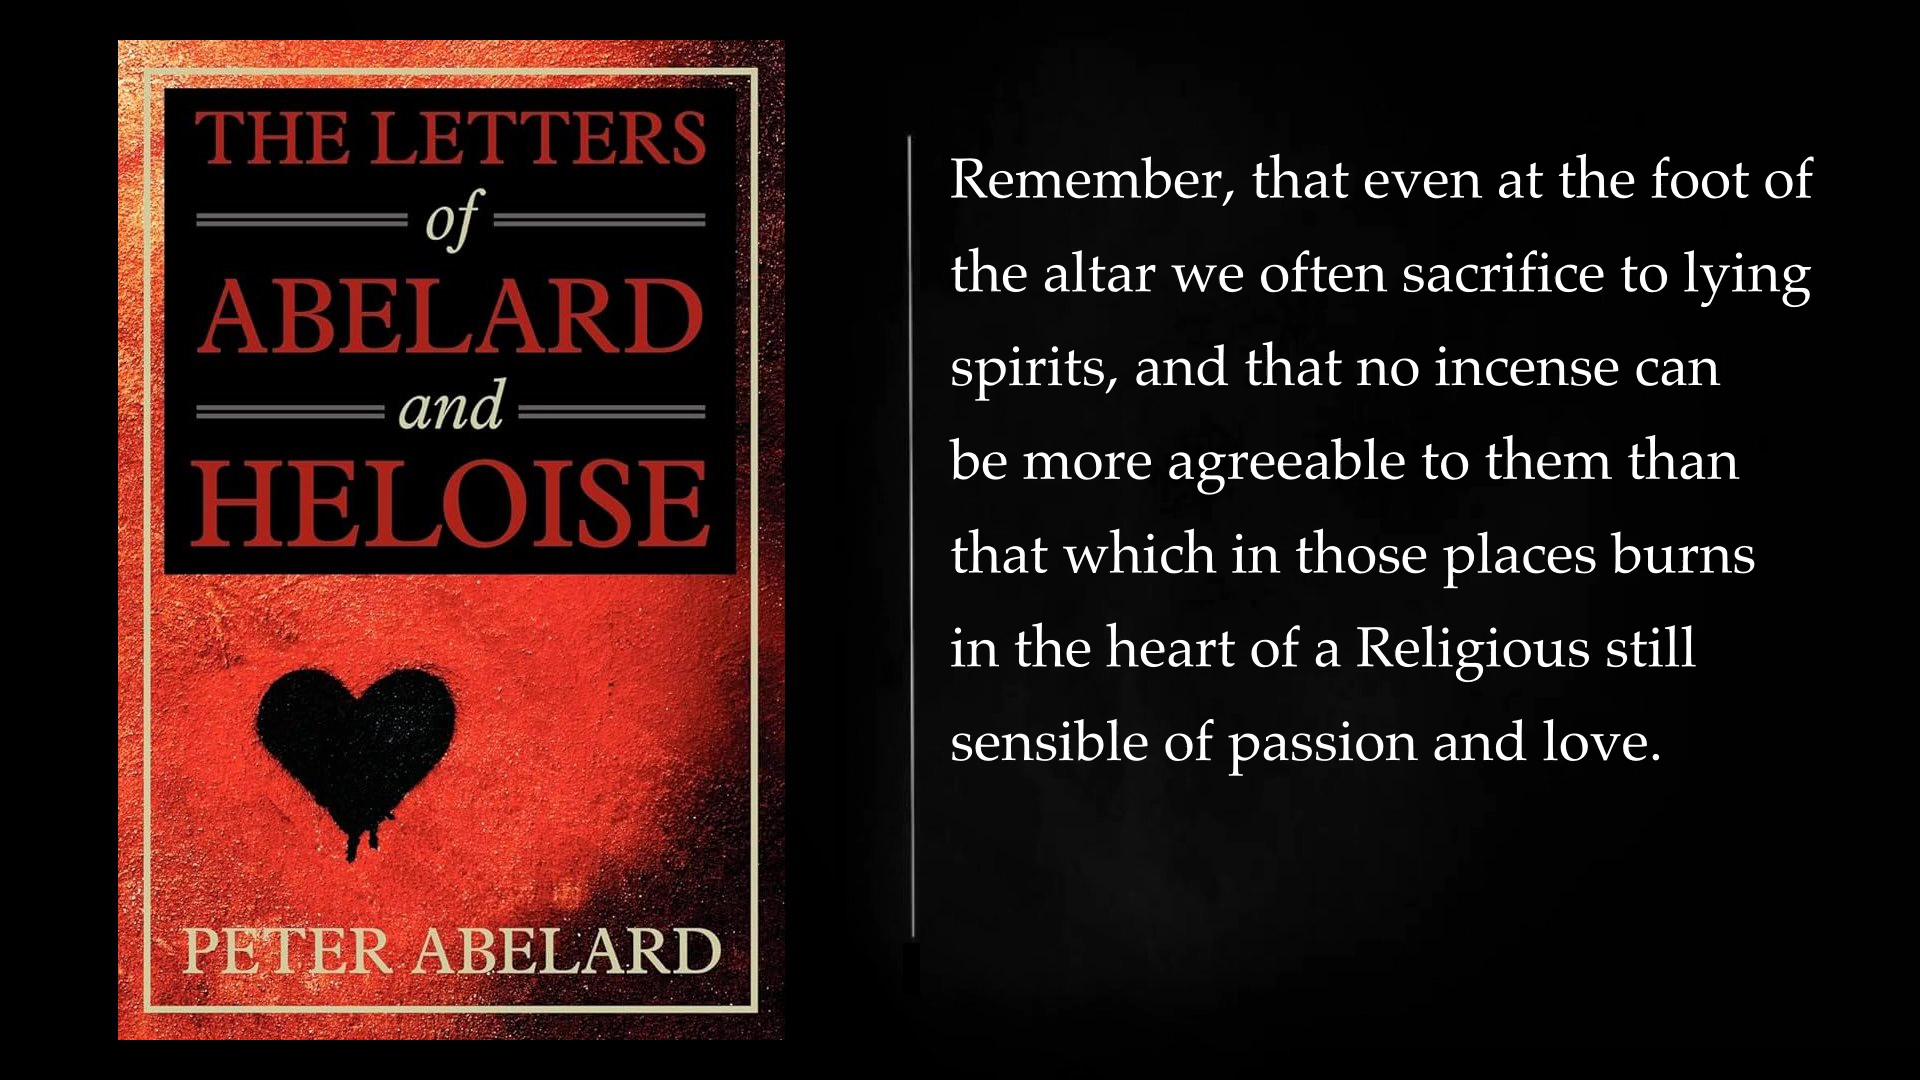 THE LETTERS
of
ABELARD
and
HELOISE
PETER ABELARD
Remember, that even at the foot of
the altar we often sacrifice to lying
spirits, and that no incense can
be more agreeable to them than
that which in those places burns
in the heart of a Religious still
sensible of passion and love.